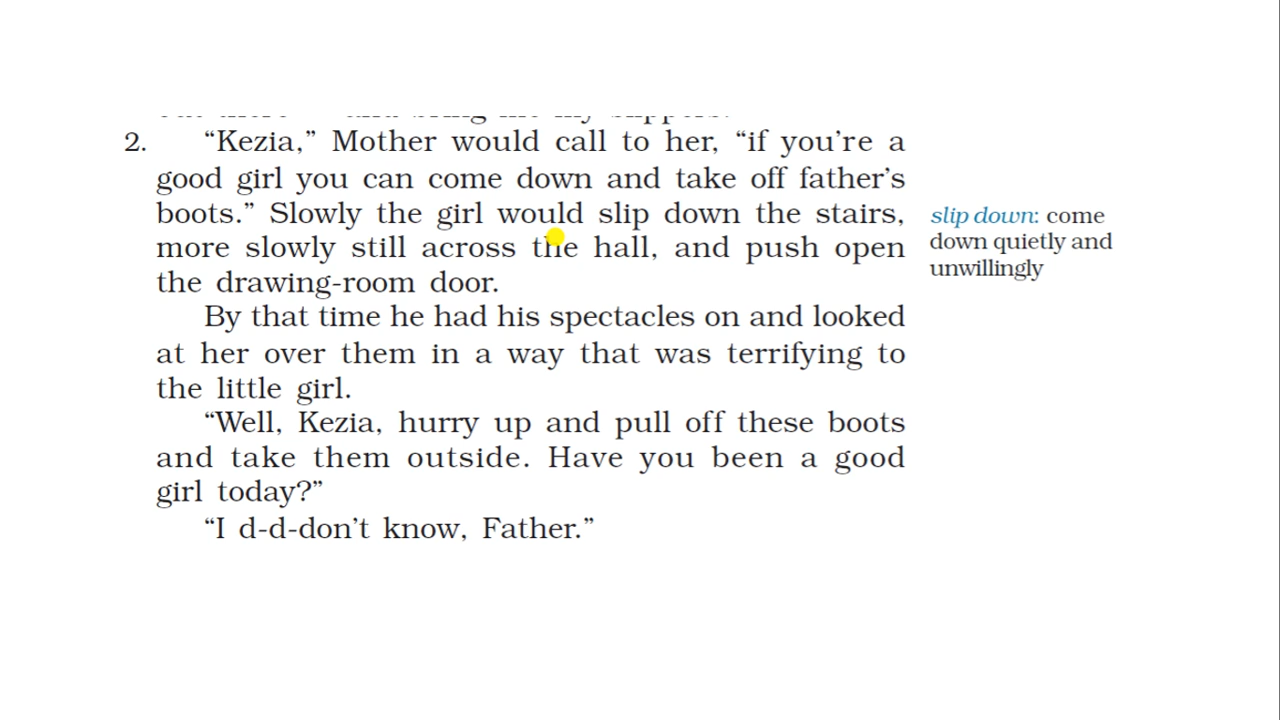 2. “Kezia,” Mother would call to her, “if you’re a
good girl you can come down and take off father’s
boots.” Slowly the girl would slip down the stairs,
more slowly still across the hall, and push open
the drawing-room door.
By that time he had his spectacles on and looked
at her over them in a way that was terrifying to
the little girl.
“Well, Kezia, hurry up and pull off these boots
and take them outside. Have you been a good
girl today?”
“I d-d-don’t know, Father.”
slip down: come
down quietly and
unwillingly